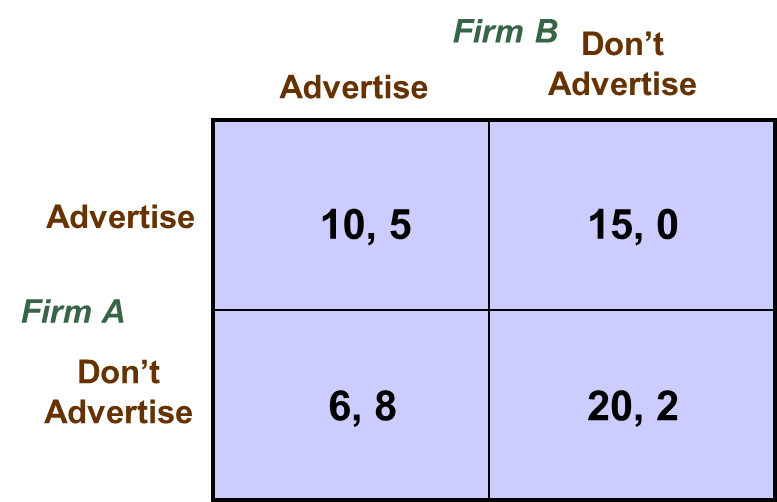 Firm B
Don’t
Advertise
Advertise
Advertise
10, 5
15, 0
Firm A
Don’t
Advertise
6, 8
20, 2